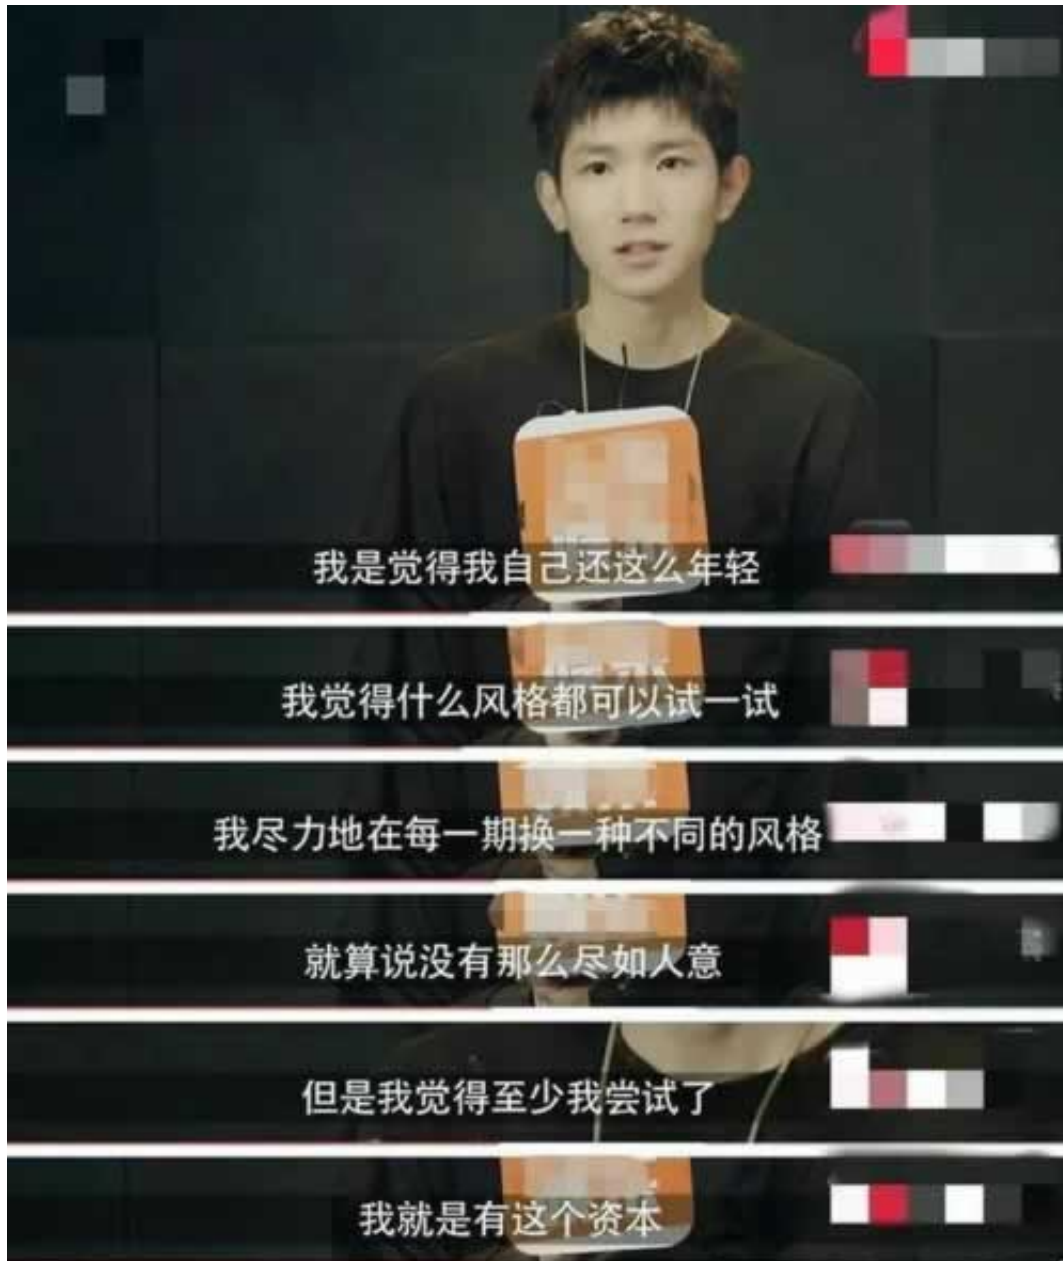 我是觉得我自己还这么年轻
我觉得什么风格都可以试一试
我尽力地在每一期换一种不同的风格
就算说没有那么尽如人意
但是我觉得至少我尝试了
我就是有这个资本